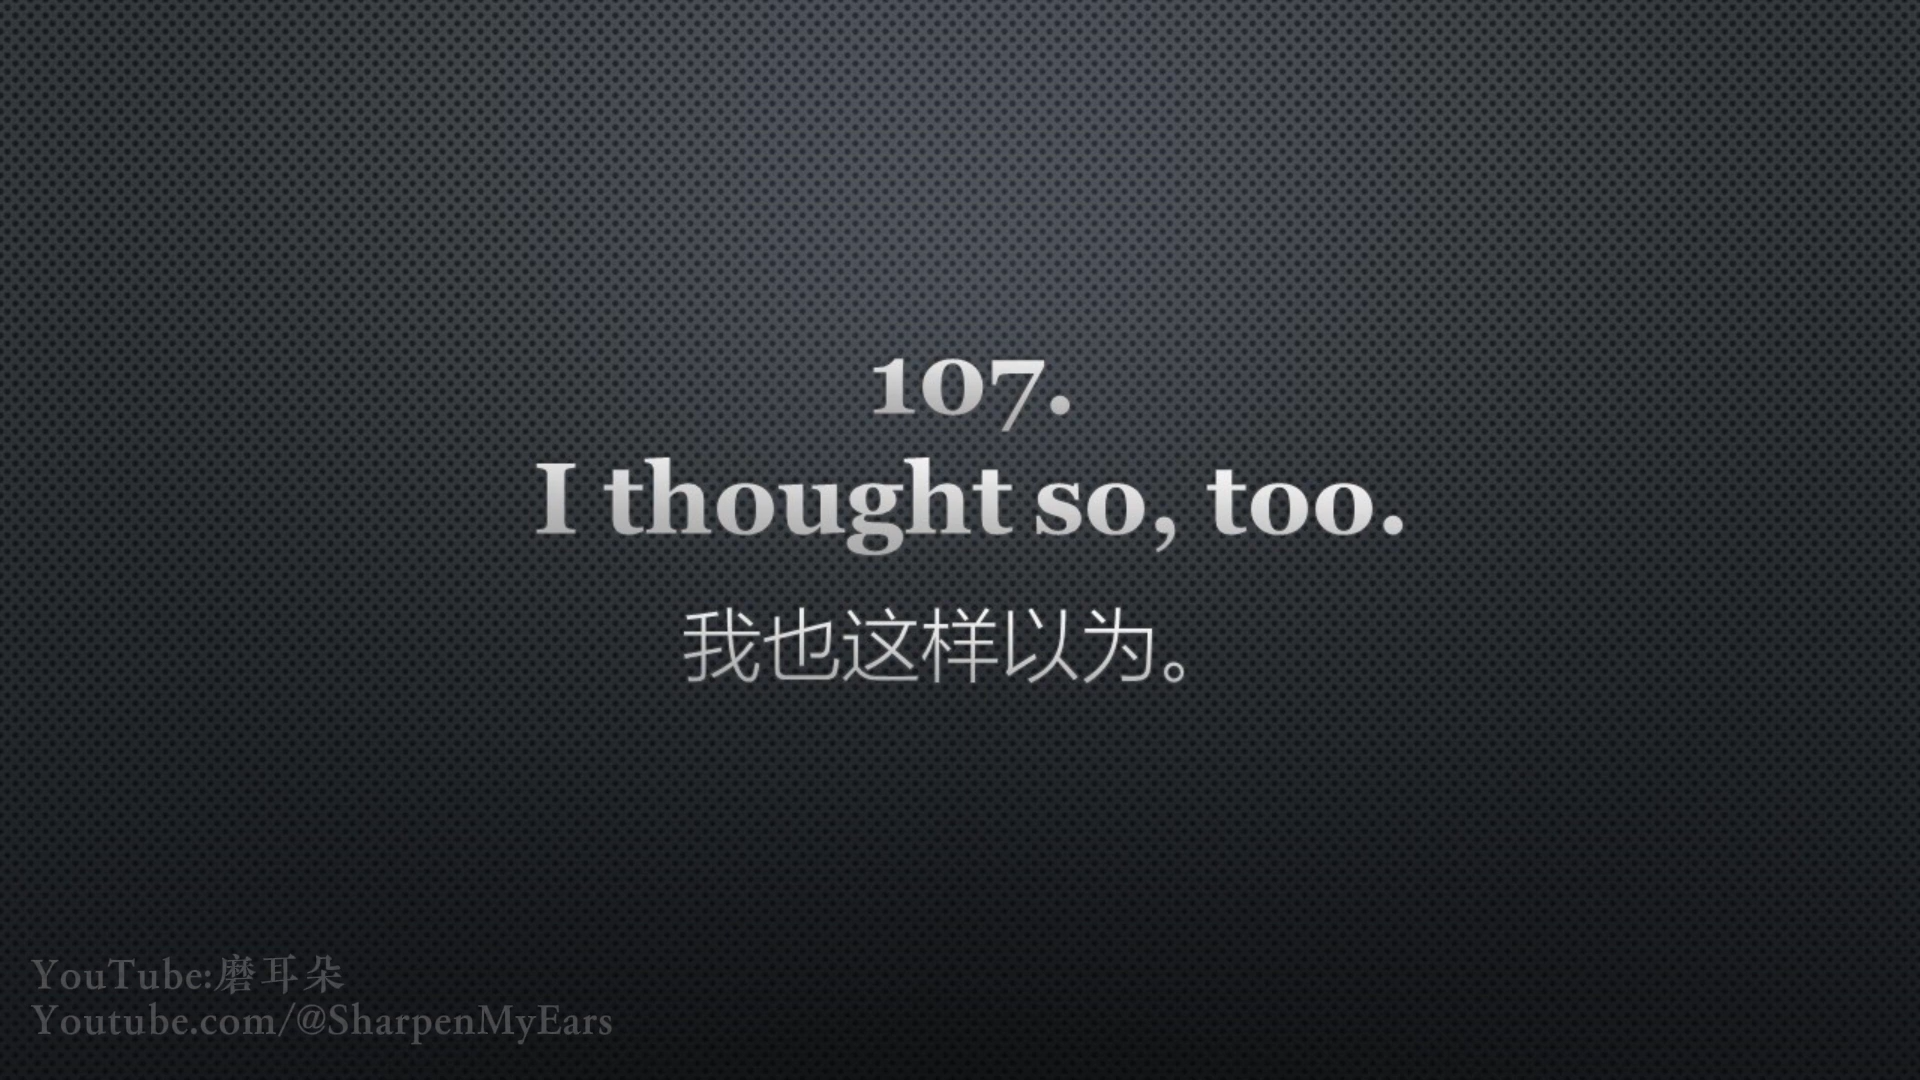 107.
I thought so, too.
我也这样以为。
YouTube:磨耳朵
Youtube.com/@SharpenMyEars